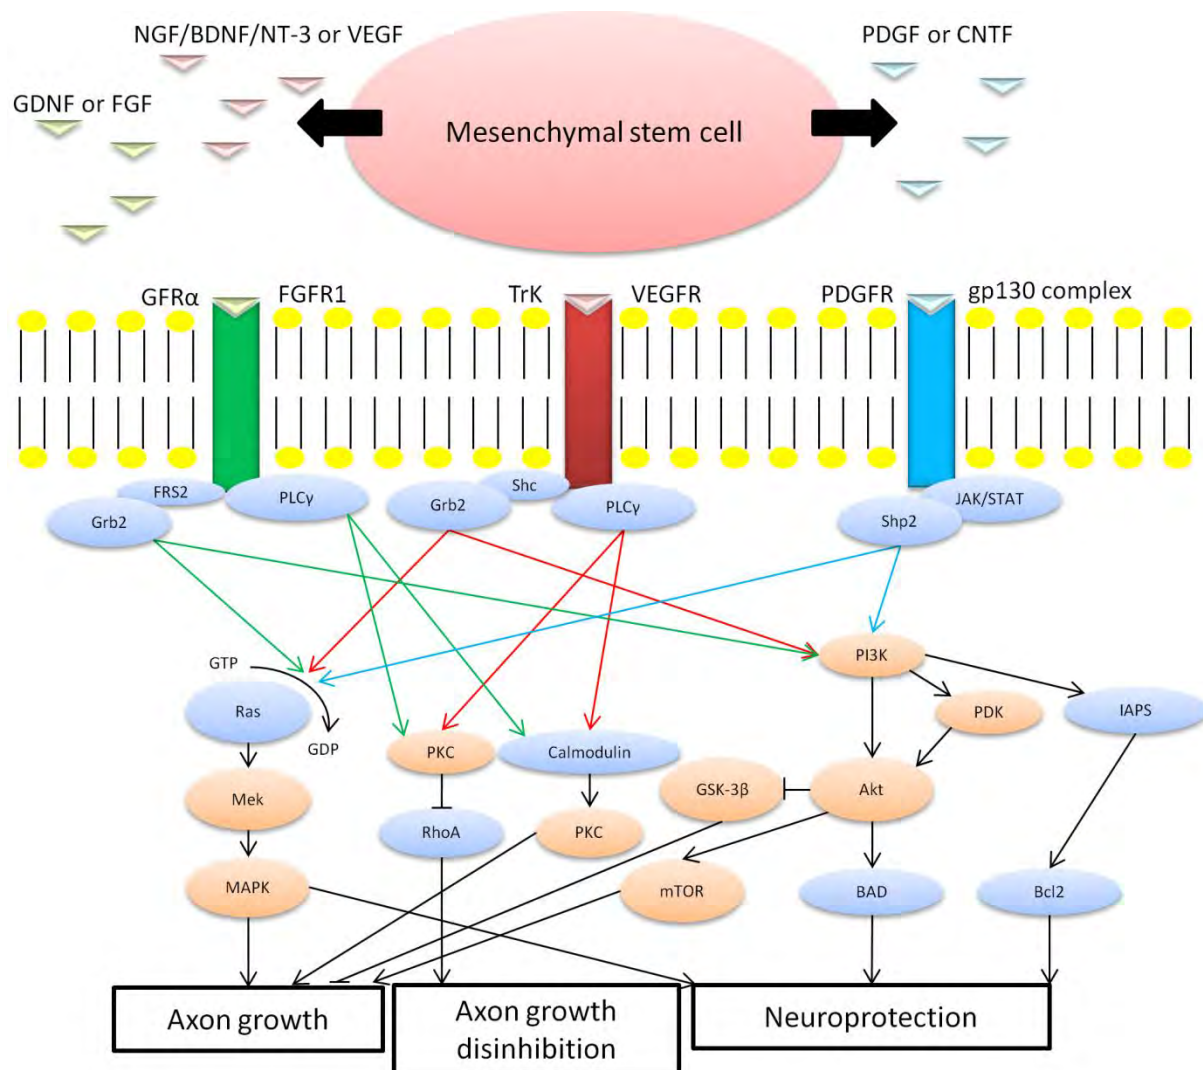 NGF/BDNF/NT-3 or VEGF
PDGF or CNTF
GDNF or FGF
Mesenchymal stem cell
GFRα
FGFR1
TrK
VEGFR
PDGFR
gp130 complex
FRS2
Grb2
PLCγ
Shc
Grb2
PLCγ
JAK/STAT
Shp2
GTP
Ras
GDP
PI3K
PDK
IAPS
PKC
Calmodulin
Mek
GSK-3β
Akt
RhoA
PKC
MAPK
mTOR
BAD
Bcl2
Axon growth
Axon growth
disinhibition
Neuroprotection